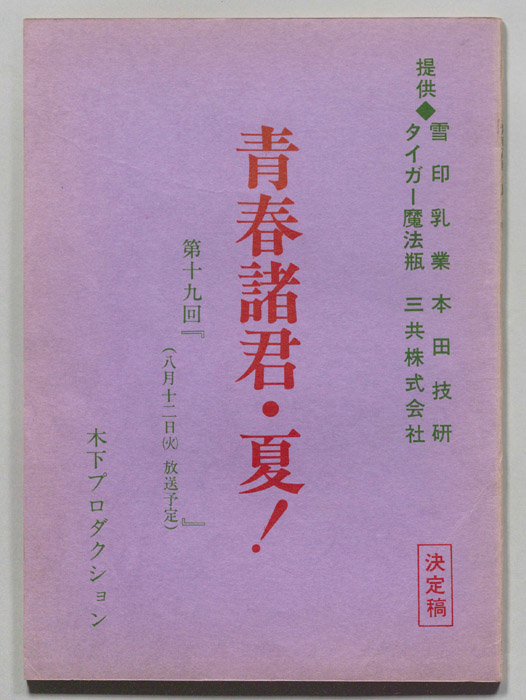 提供◆
雪印乳業 本田技研
タイガー魔法瓶 三共株式会社
決定稿
青春諸君・夏!
第十九回『 』
(八月十二日㈫ 放送予定)
木下プロダクション